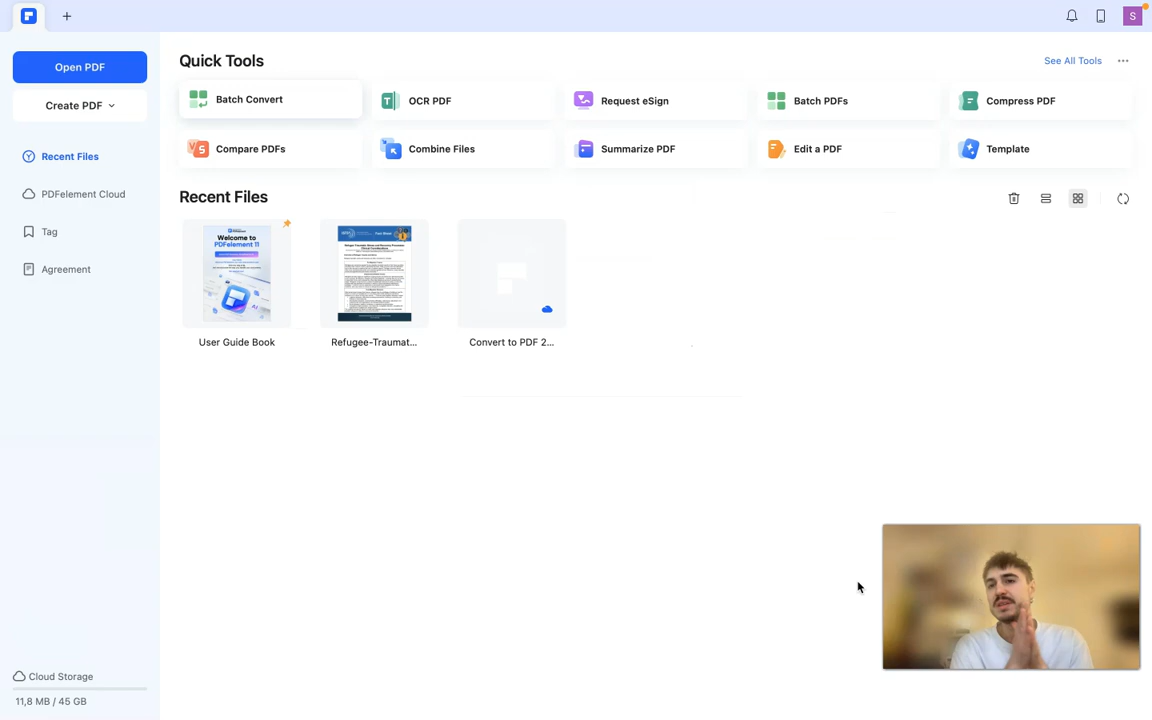 S
Open PDF
Create PDF
Recent Files
PDFelement Cloud
Tag
Agreement
Cloud Storage
11,8 MB / 45 GB
Quick Tools
See All Tools
Batch Convert
OCR PDF
Request eSign
Batch PDFs
Compress PDF
Compare PDFs
Combine Files
Summarize PDF
Edit a PDF
Template
Recent Files
Welcome to
PDFelement 11
User Guide Book
Refugee-Traumat...
Convert to PDF 2...